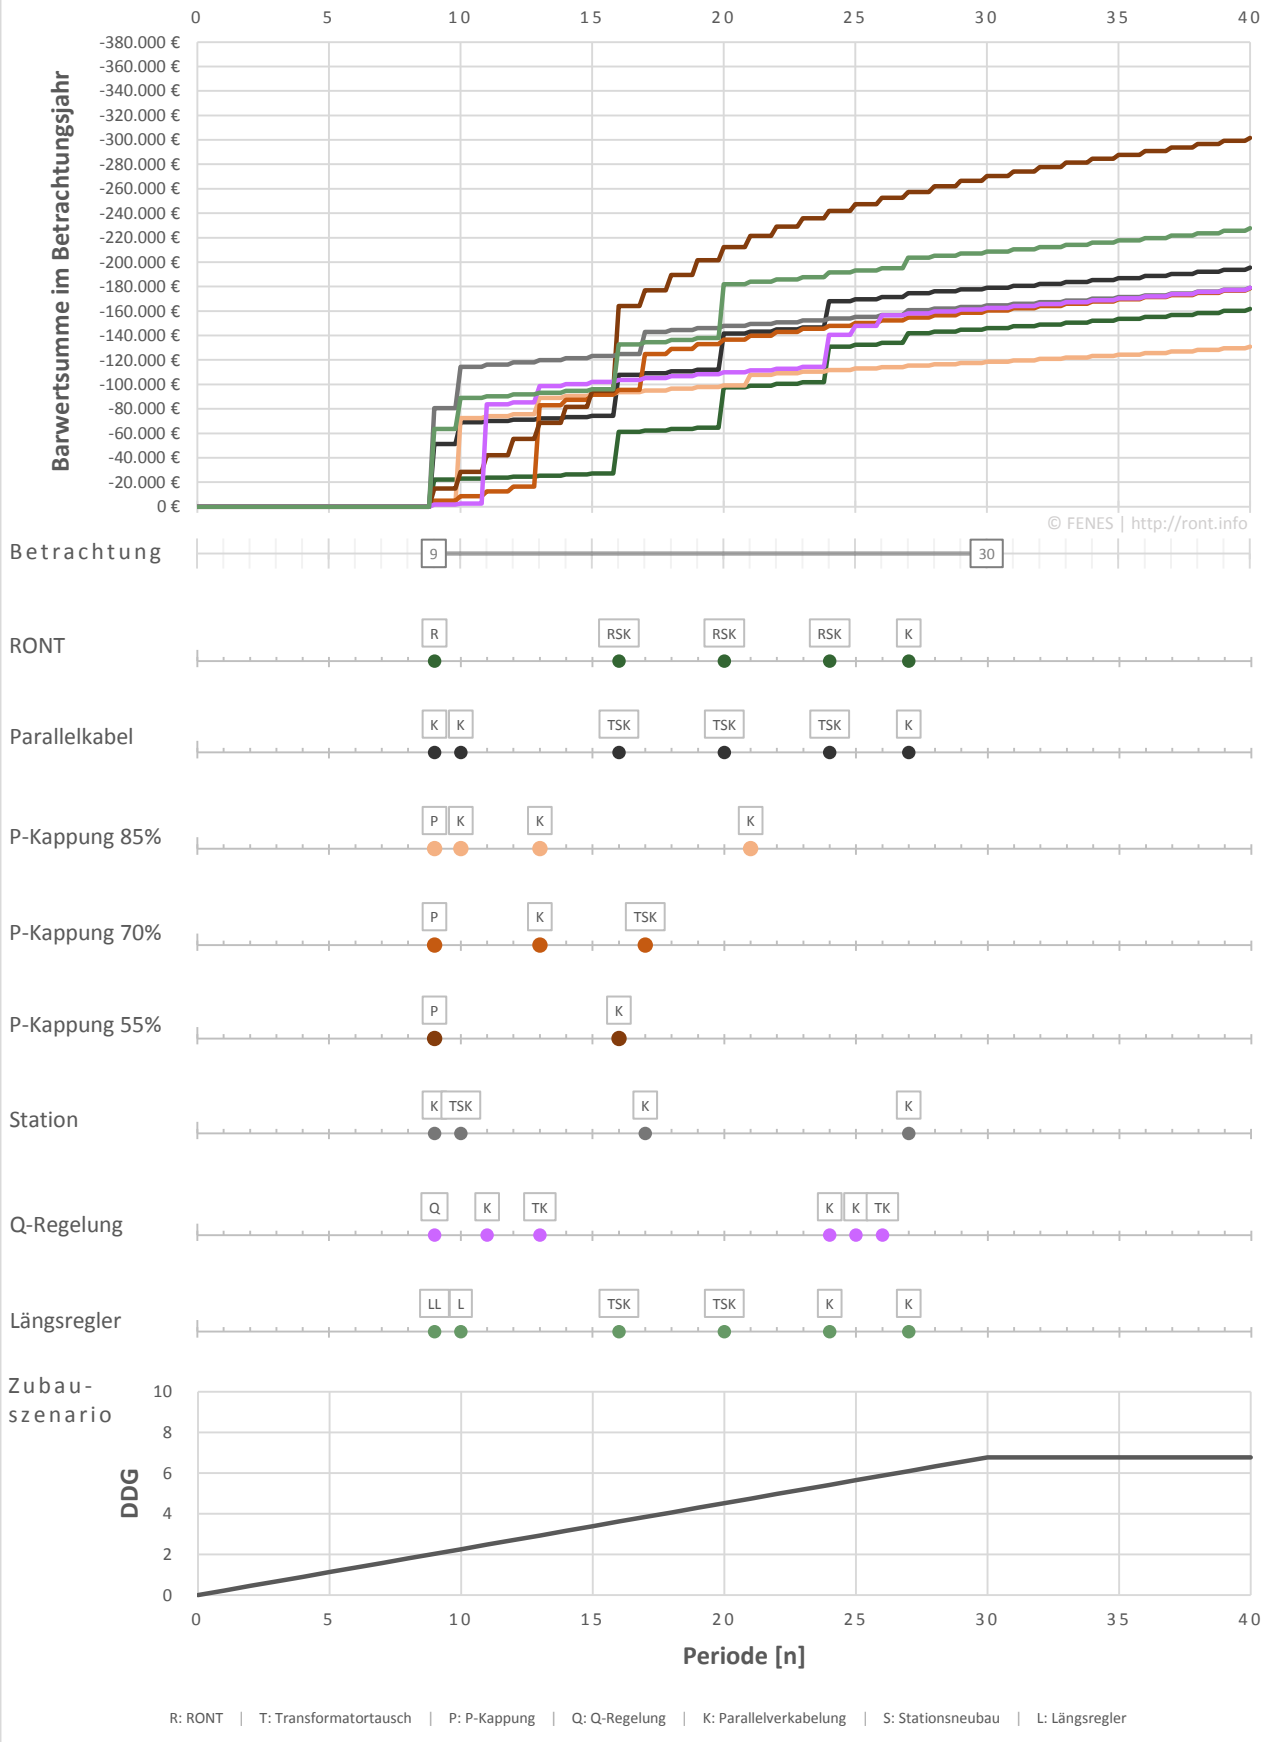 0 5 10 15 20 25 30 35 40
Barwertsumme im Betrachtungsjahr
-380.000 €
-360.000 €
-340.000 €
-320.000 €
-300.000 €
-280.000 €
-260.000 €
-240.000 €
-220.000 €
-200.000 €
-180.000 €
-160.000 €
-140.000 €
-120.000 €
-100.000 €
-80.000 €
-60.000 €
-40.000 €
-20.000 €
0 €
© FENES | http://ront.info
Betrachtung 9 30
RONT R RSK RSK RSK K
Parallelkabel K K TSK TSK TSK K
P-Kappung 85% P K K K
P-Kappung 70% P K TSK
P-Kappung 55% P K
Station K TSK K K
Q-Regelung Q K TK K K TK
Längsregler LL L TSK TSK K K
Zubau-
szenario
DDG
10
8
6
4
2
0
0 5 10 15 20 25 30 35 40
Periode [n]
R: RONT | T: Transformatortausch | P: P-Kappung | Q: Q-Regelung | K: Parallelverkabelung | S: Stationsneubau | L: Längsregler